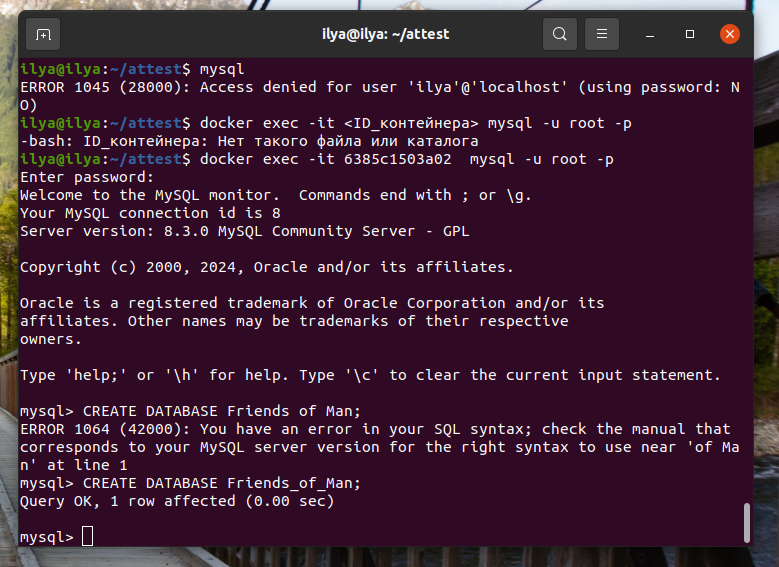 ilya@ilya: ~/attest
ilya@ilya:~/attest$ mysql
ERROR 1045 (28000): Access denied for user 'ilya'@'localhost' (using password: N
O)
ilya@ilya:~/attest$ docker exec -it <ID_контейнера> mysql -u root -p
-bash: ID_контейнера: Нет такого файла или каталога
ilya@ilya:~/attest$ docker exec -it 6385c1503a02  mysql -u root -p
Enter password:
Welcome to the MySQL monitor.  Commands end with ; or \g.
Your MySQL connection id is 8
Server version: 8.3.0 MySQL Community Server - GPL
Copyright (c) 2000, 2024, Oracle and/or its affiliates.
Oracle is a registered trademark of Oracle Corporation and/or its
affiliates. Other names may be trademarks of their respective
owners.
Type 'help;' or '\h' for help. Type '\c' to clear the current input statement.
mysql> CREATE DATABASE Friends of Man;
ERROR 1064 (42000): You have an error in your SQL syntax; check the manual that
corresponds to your MySQL server version for the right syntax to use near 'of Ma
n' at line 1
mysql> CREATE DATABASE Friends_of_Man;
Query OK, 1 row affected (0.00 sec)
mysql>